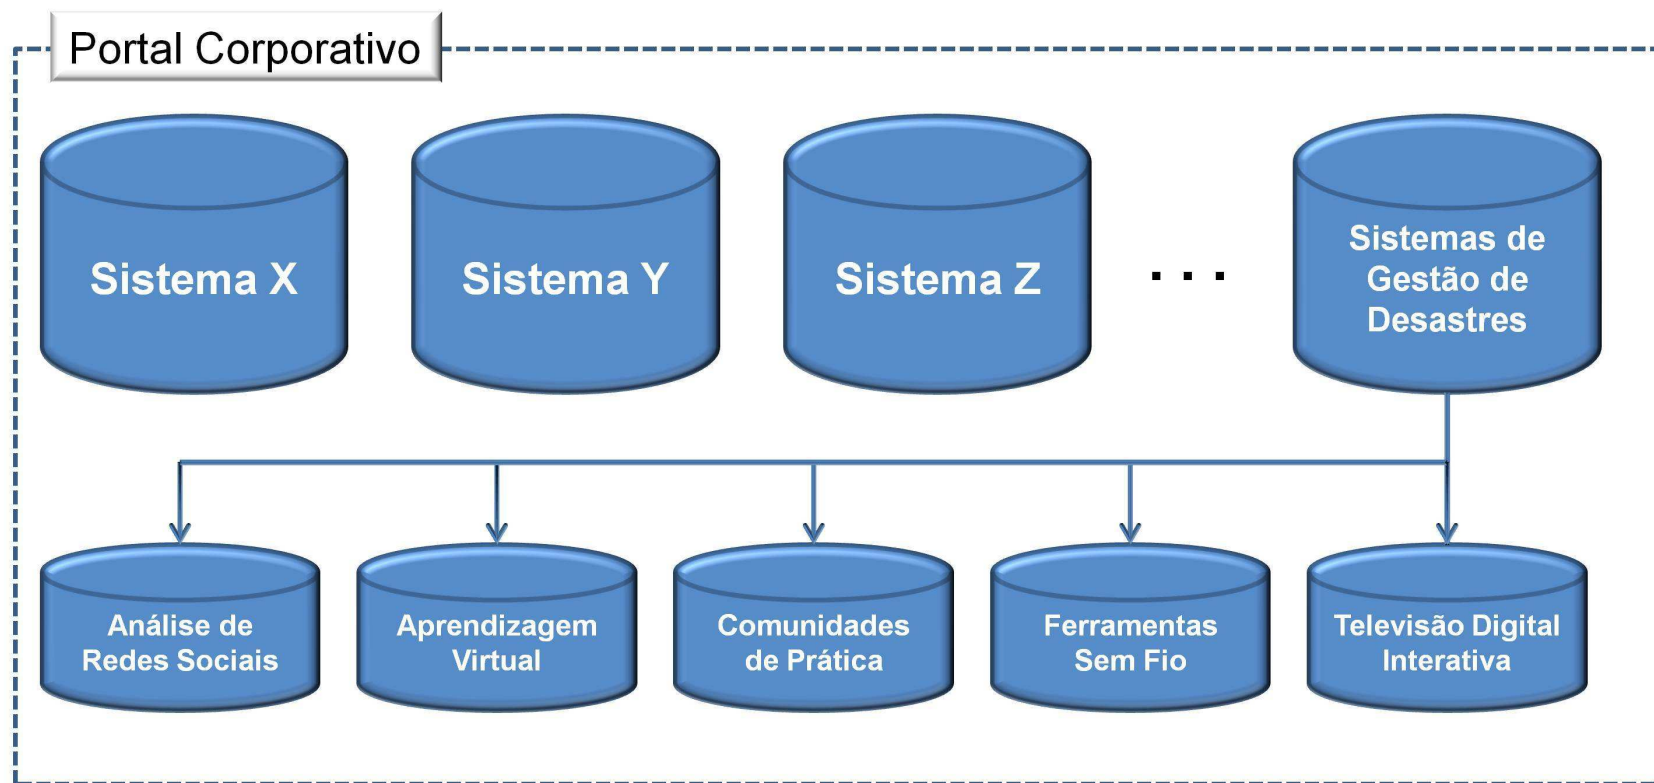 Portal Corporativo
Sistema X
Sistema Y
Sistema Z
. . .
Sistemas de
Gestão de
Desastres
Análise de
Redes Sociais
Aprendizagem
Virtual
Comunidades
de Prática
Ferramentas
Sem Fio
Televisão Digital
Interativa